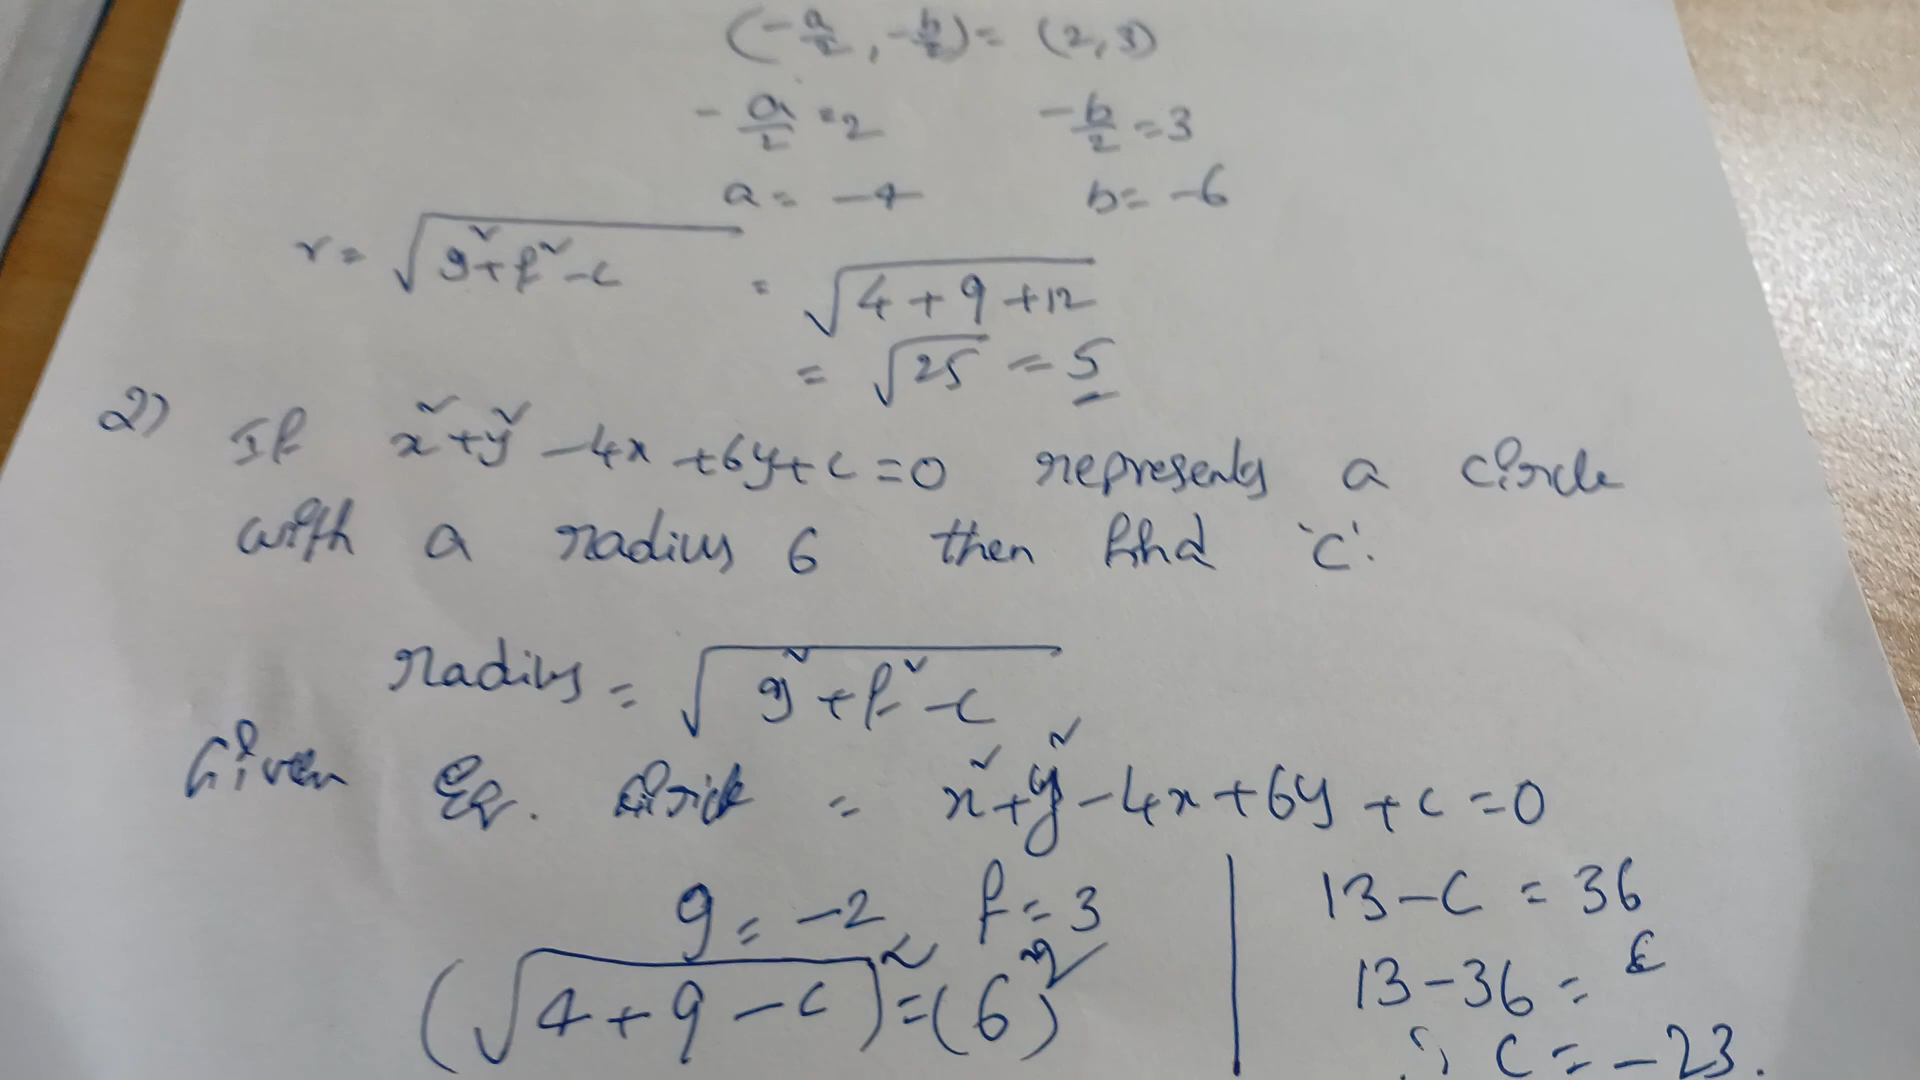 (-a/2, -b/2) = (2, 3)
-a/2 = 2    -b/2 = 3
a = -4    b = -6
r = √(g²+f²-c) = √(4+9+12)
= √25 = 5
2) If x²+y²-4x+6y+c=0 represents a circle
with a radius 6 then find 'c'.
radius = √(g²+f²-c)
Given Eq. circle = x²+y²-4x+6y+c=0
g = -2    f = 3
(√(4+9-c))² = (6)²
13-c = 36
13-36 = c
∴ c = -23.